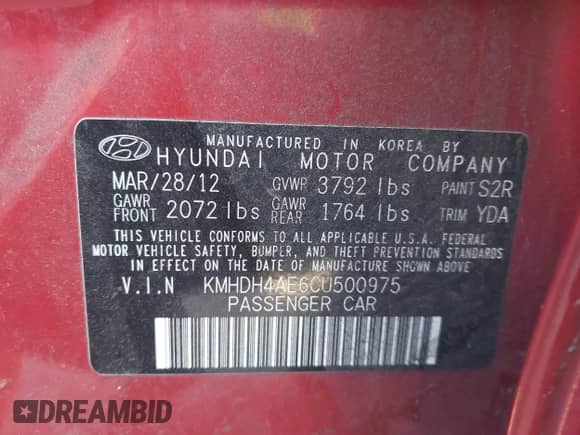 MANUFACTURED IN KOREA BY
HYUNDAI MOTOR COMPANY
MAR/28/12 GVWR 3792 lbs PAINT S2R
GAWR FRONT 2072 lbs GAWR REAR 1764 lbs TRIM YDA
THIS VEHICLE CONFORMS TO ALL APPLICABLE U.S.A. FEDERAL
MOTOR VEHICLE SAFETY, BUMPER, AND THEFT PREVENTION STANDARDS
IN EFFECT ON THE DATE OF MANUFACTURE SHOWN ABOVE
V.I.N KMHDH4AE6CU500975
PASSENGER CAR
DREAMBID